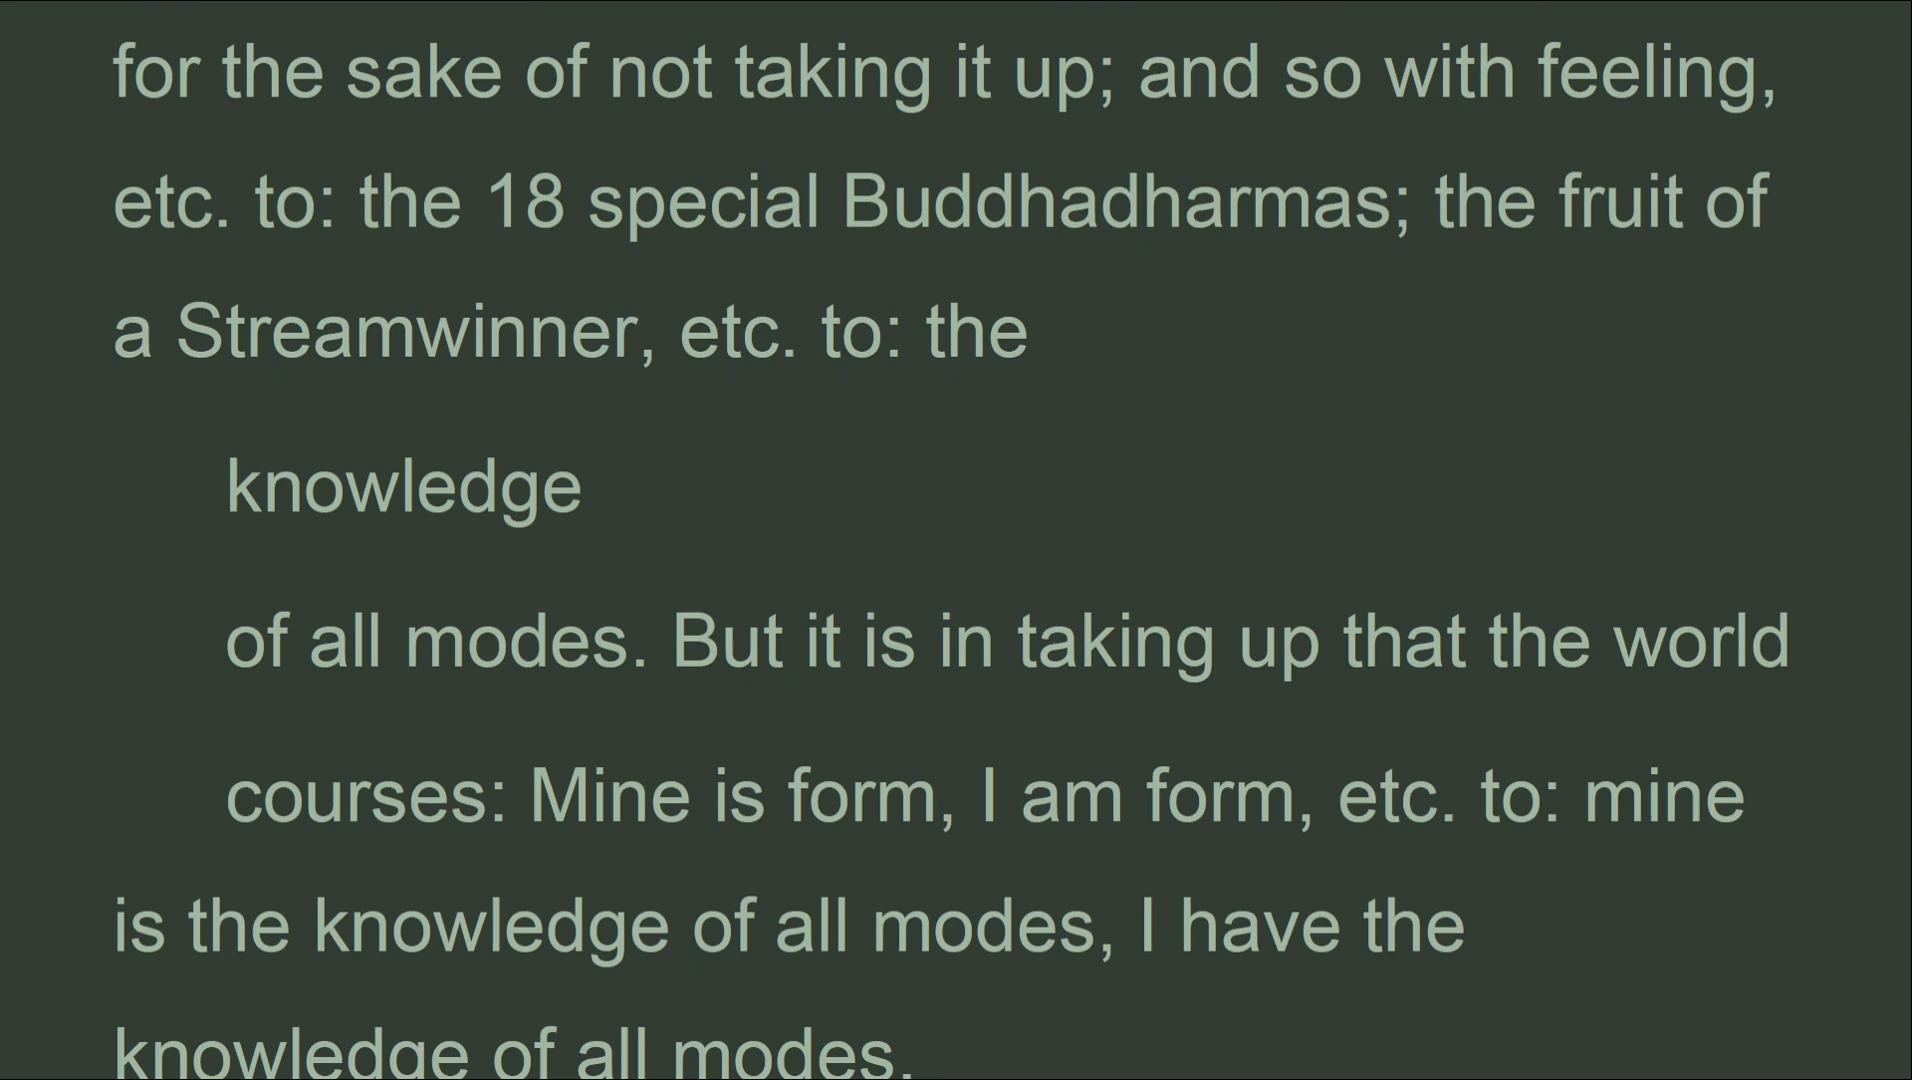 for the sake of not taking it up; and so with feeling,
etc. to: the 18 special Buddhadharmas; the fruit of
a Streamwinner, etc. to: the
knowledge
of all modes. But it is in taking up that the world
courses: Mine is form, I am form, etc. to: mine
is the knowledge of all modes, I have the
knowledge of all modes.